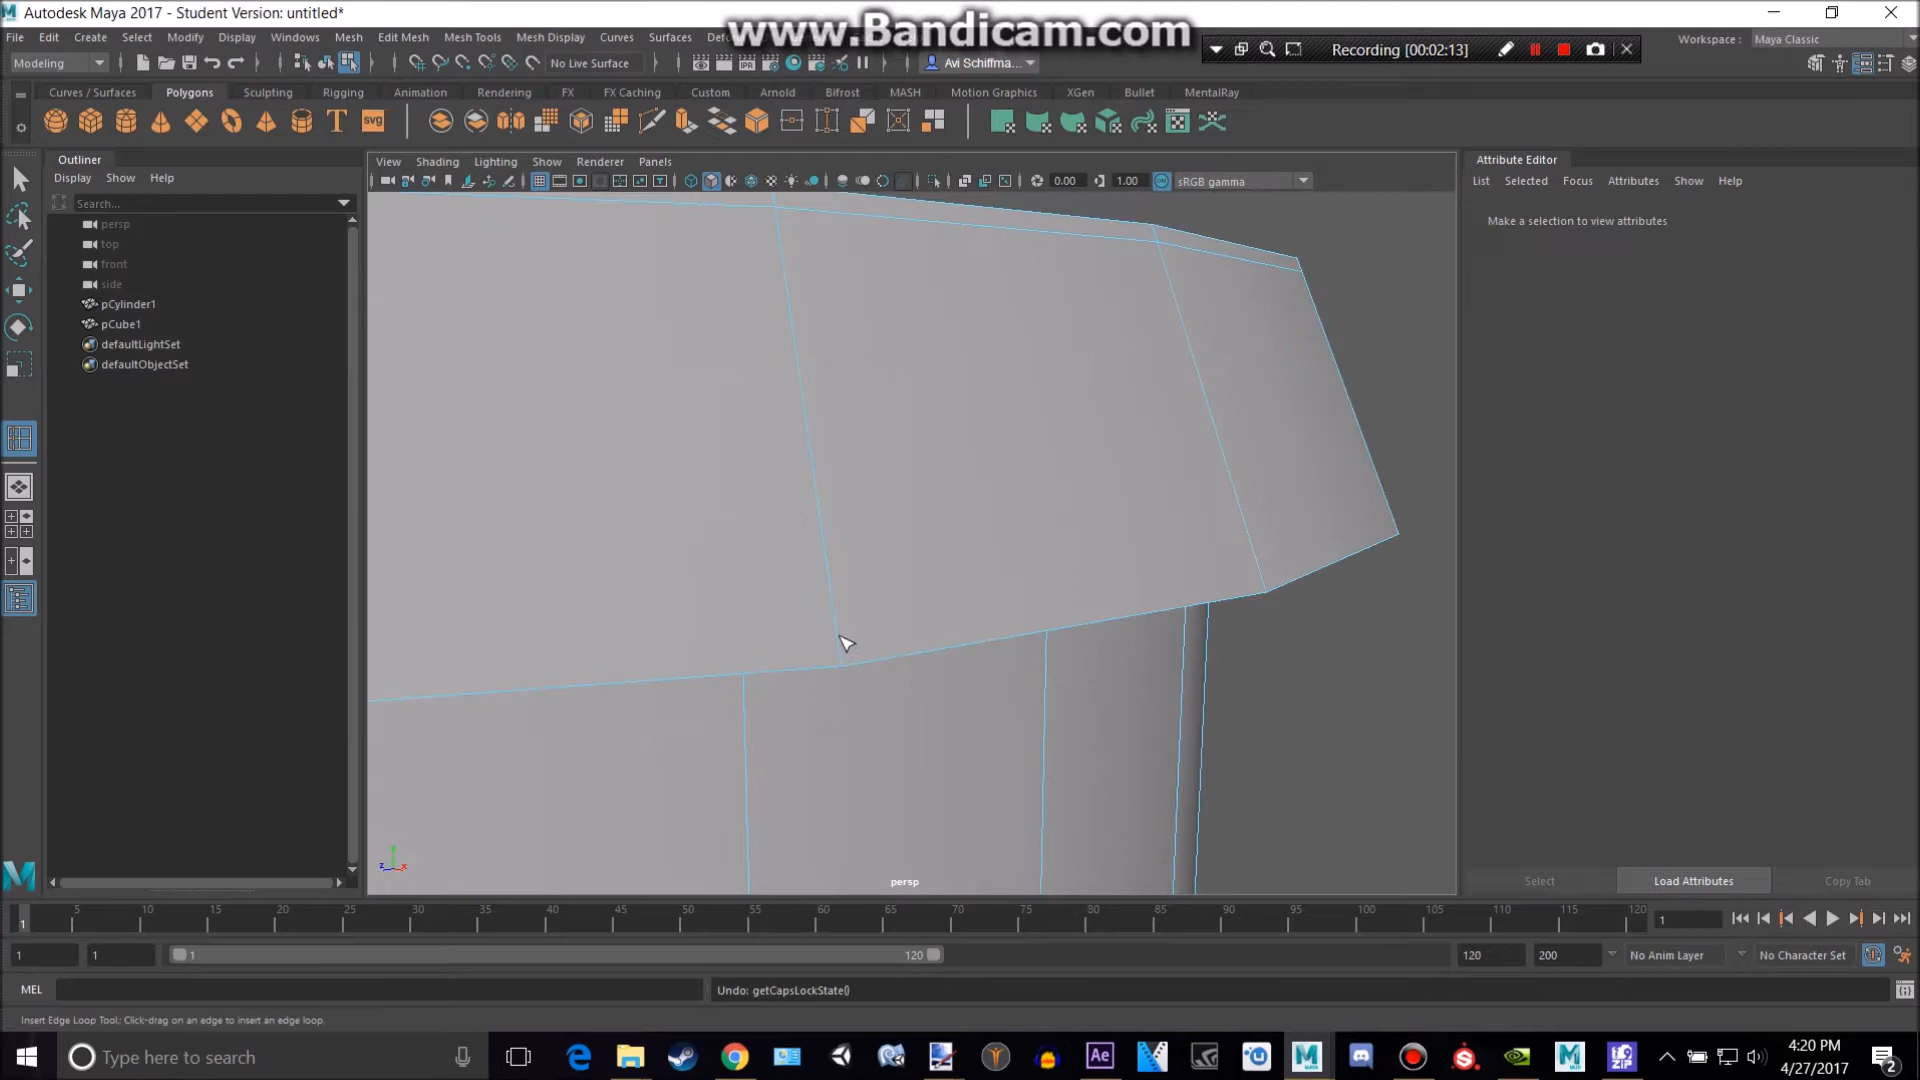 Autodesk Maya 2017 - Student Version: untitled*
www.Bandicam.com
Recording [00:02:13]
File Edit Create Select Modify Display Windows Mesh Edit Mesh Mesh Tools Mesh Display Curves Surfaces
Workspace : Maya Classic
Modeling
No Live Surface
IPR
Avi Schiffma...
Curves / Surfaces Polygons Sculpting Rigging Animation Rendering FX FX Caching Custom Arnold Bifrost MASH Motion Graphics XGen Bullet MentalRay
T
SVG
Outliner
Display Show Help
Search...
persp
top
front
side
pCylinder1
pCube1
defaultLightSet
defaultObjectSet
View Shading Lighting Show Renderer Panels
0.00
1.00
sRGB gamma
z
x
persp
Attribute Editor
List Selected Focus Attributes Show Help
Make a selection to view attributes
Select
Load Attributes
Copy Tab
1
5 10 15 20 25 30 35 40 45 50 55 60 65 70 75 80 85 90 95 100 105 110 115 120
1
1
1
1
120
120
200
No Anim Layer
No Character Set
MEL
Undo: getCapsLockState()
Insert Edge Loop Tool: Click-drag on an edge to insert an edge loop.
Type here to search
Ae
ZIP
4:20 PM
4/27/2017
2